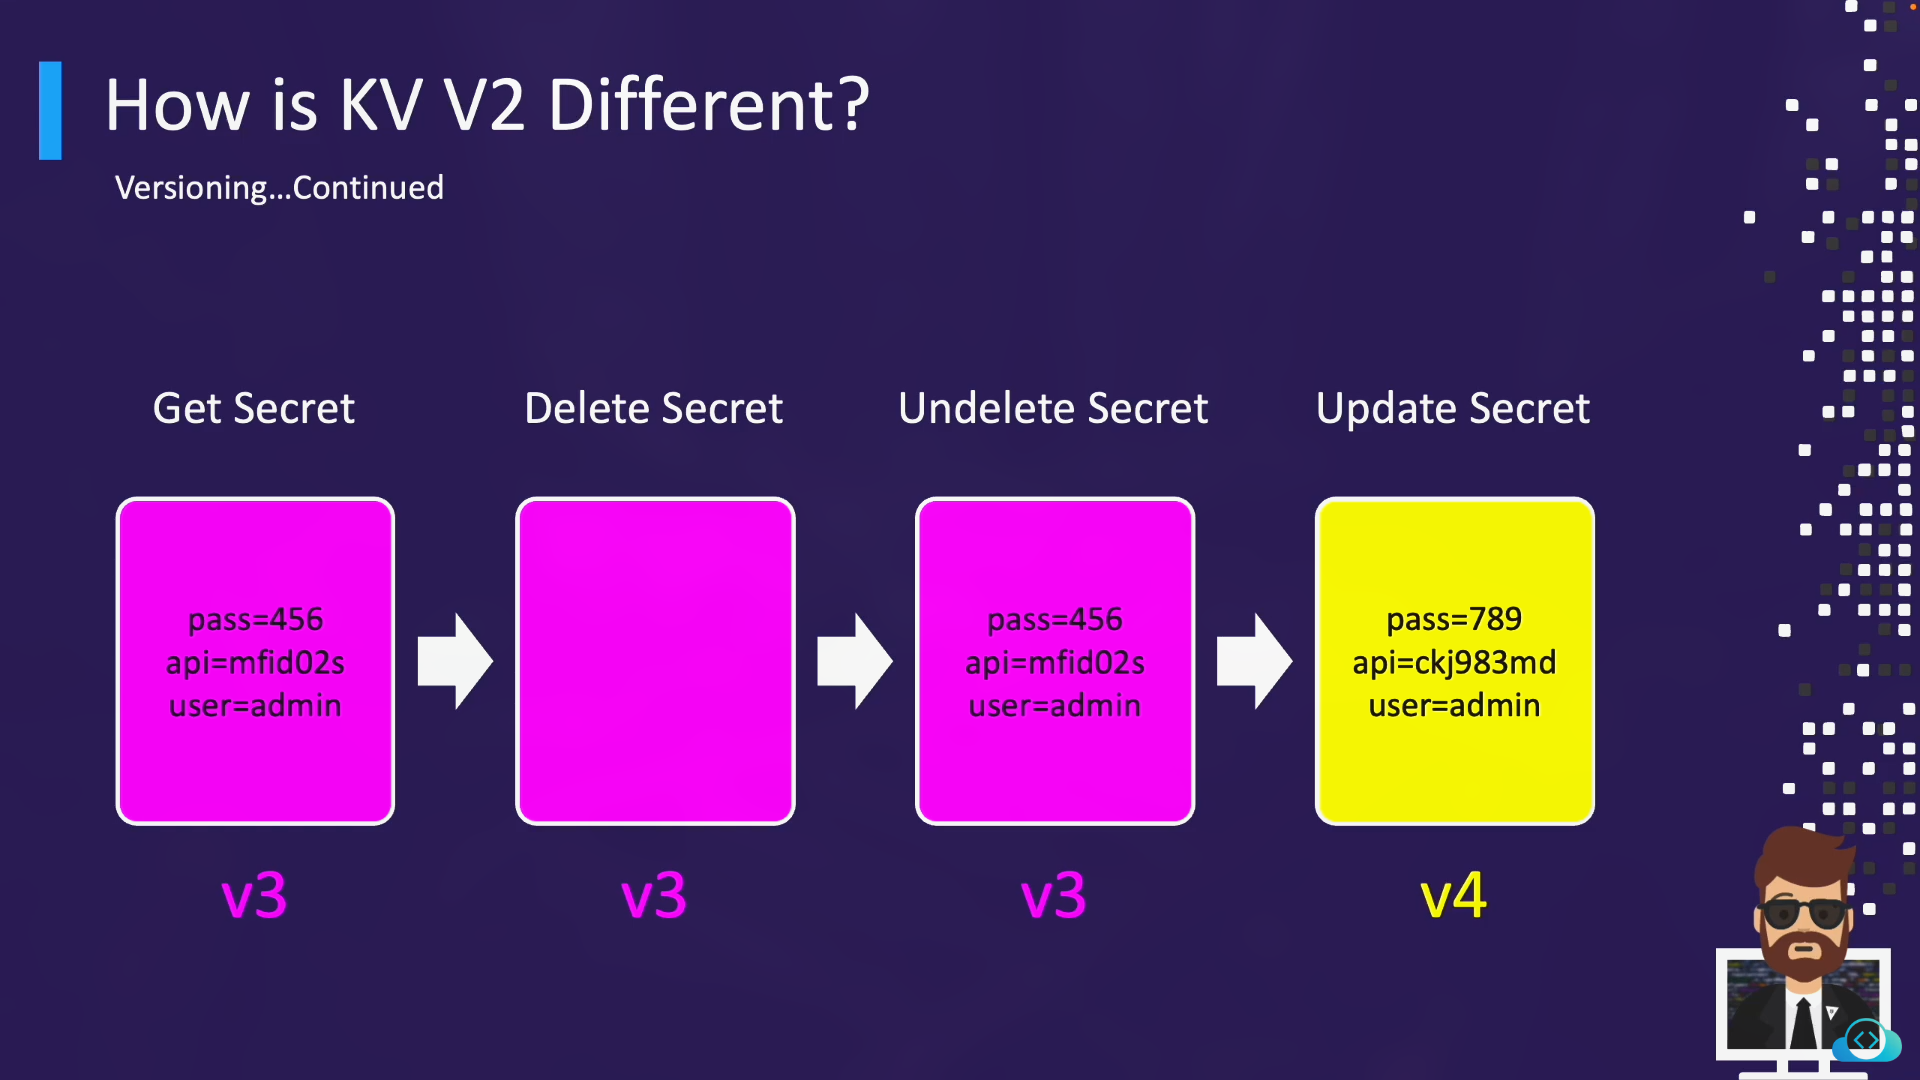 How is KV V2 Different?
Versioning...Continued
Get Secret
Delete Secret
Undelete Secret
Update Secret
pass=456
api=mfid02s
user=admin
pass=456
api=mfid02s
user=admin
pass=789
api=ckj983md
user=admin
v3
v3
v3
v4